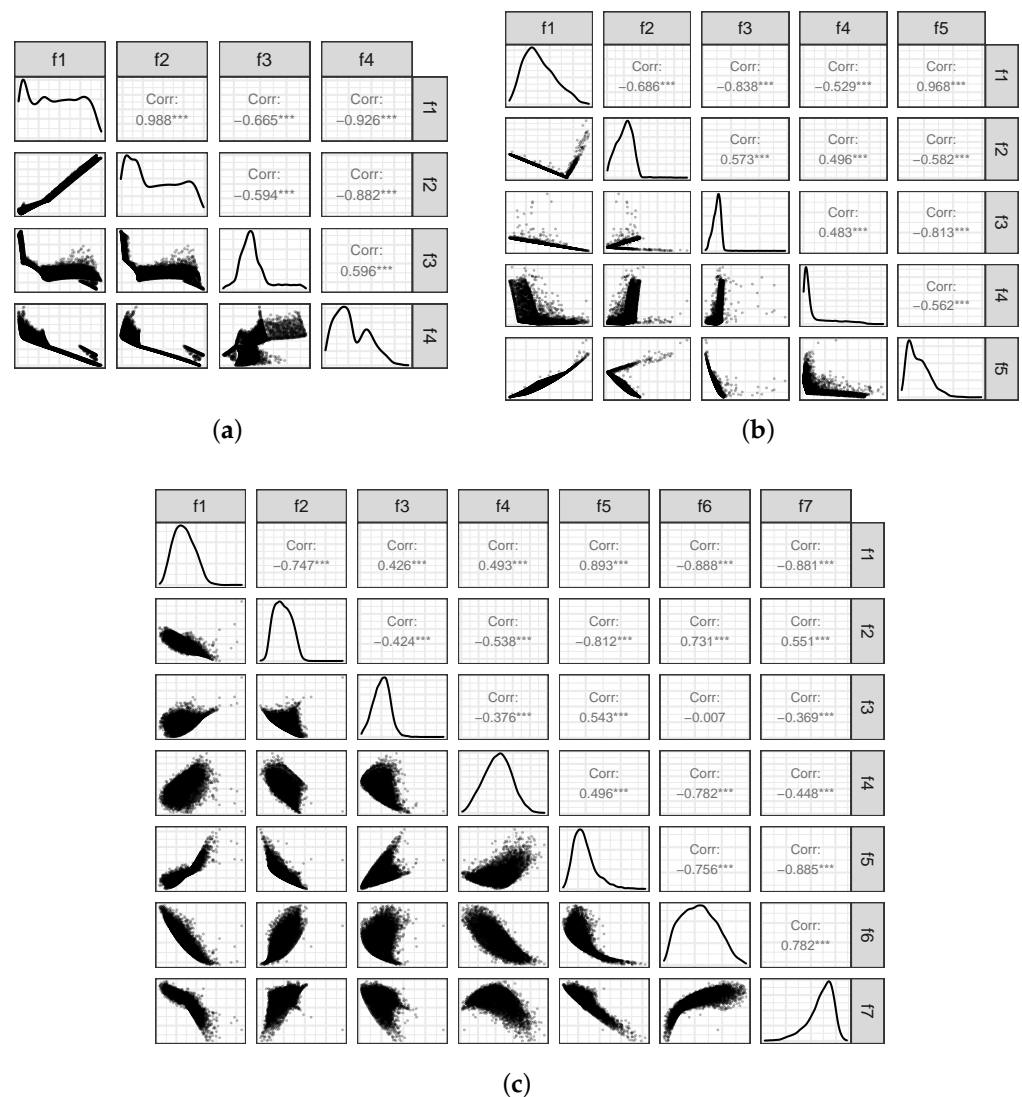 f1 f2 f3 f4
Corr: Corr: Corr:
0.988*** −0.665*** −0.926***
f1
Corr: Corr:
−0.594*** −0.882***
f2
Corr:
0.596***
f3
f4
(a)
f1 f2 f3 f4 f5
Corr: Corr: Corr: Corr:
−0.686*** −0.838*** −0.529*** 0.968***
f1
Corr: Corr: Corr:
0.573*** 0.496*** −0.582***
f2
Corr: Corr:
0.483*** −0.813***
f3
Corr:
−0.562***
f4
f5
(b)
f1 f2 f3 f4 f5 f6 f7
Corr: Corr: Corr: Corr: Corr: Corr:
−0.747*** 0.426*** 0.493*** 0.893*** −0.888*** −0.881***
f1
Corr: Corr: Corr: Corr: Corr:
−0.424*** −0.538*** −0.812*** 0.731*** 0.551***
f2
Corr: Corr: Corr: Corr:
−0.376*** 0.543*** −0.007 −0.369***
f3
Corr: Corr: Corr:
0.496*** −0.782*** −0.448***
f4
Corr: Corr:
−0.756*** −0.885***
f5
Corr:
0.782***
f6
f7
(c)